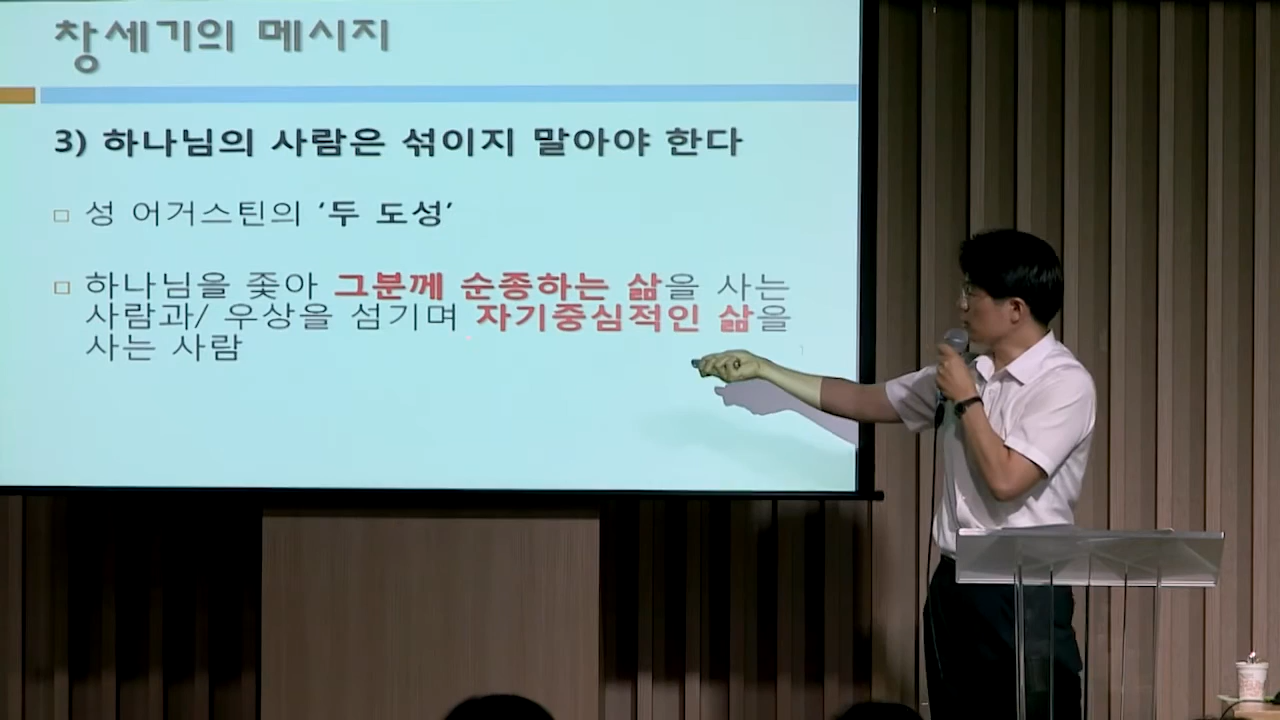 창세기의 메시지
3) 하나님의 사람은 섞이지 말아야 한다
성 어거스틴의 ‘두 도성’
하나님을 좇아 그분께 순종하는 삶을 사는
사람과/ 우상을 섬기며 자기중심적인 삶을
사는 사람